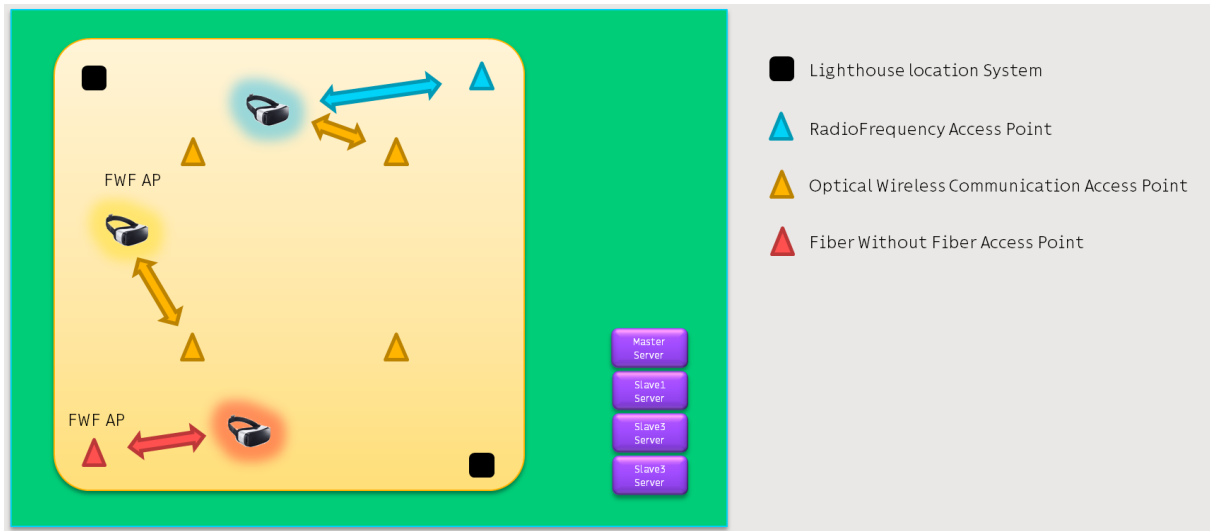 FWF AP
FWF AP
Master
Server
Slave1
Server
Slave3
Server
Slave3
Server
Lighthouse location System
RadioFrequency Access Point
Optical Wireless Communication Access Point
Fiber Without Fiber Access Point